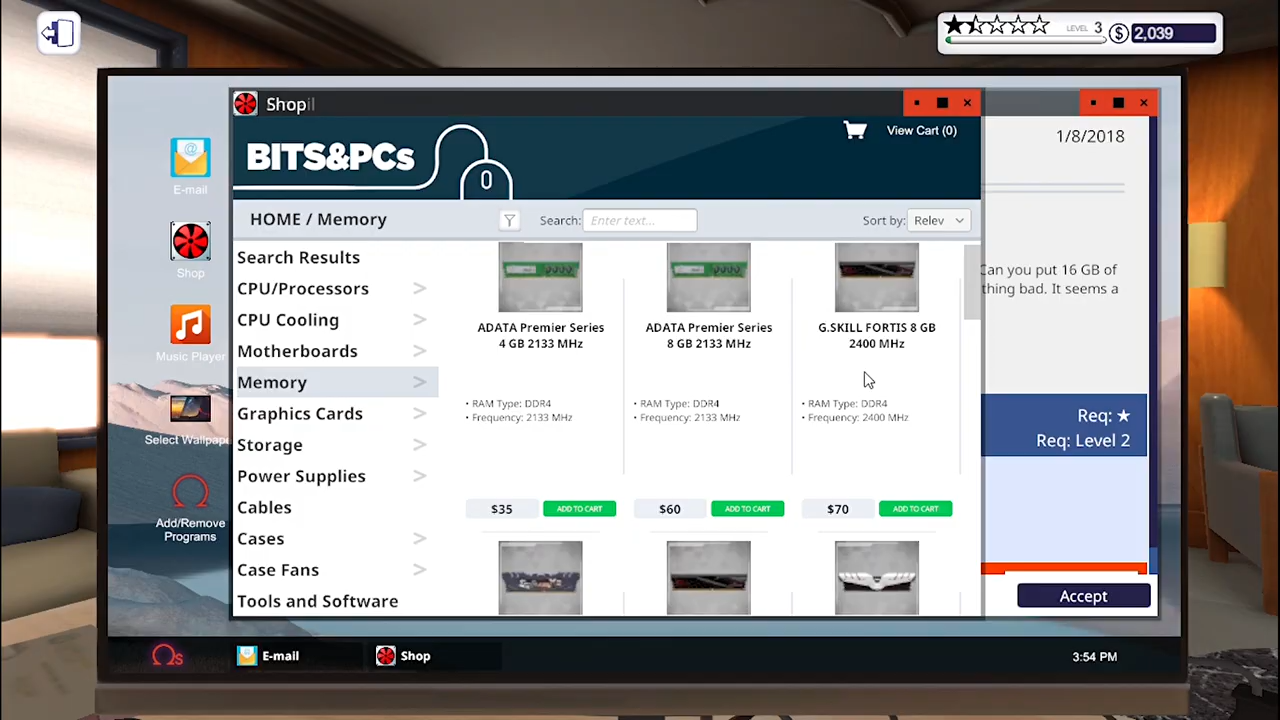 LEVEL 3
$ 2,039
Shop
BITS&PCs
View Cart (0)
1/8/2018
HOME / Memory
Search:
Enter text...
Sort by:
Relev
E-mail
Shop
Music Player
Select Wallpape
Add/Remove
Programs
Search Results
CPU/Processors >
CPU Cooling >
Motherboards >
Memory >
Graphics Cards >
Storage >
Power Supplies >
Cables
Cases >
Case Fans >
Tools and Software
ADATA Premier Series
4 GB 2133 MHz
• RAM Type: DDR4
• Frequency: 2133 MHz
$35
ADD TO CART
ADATA Premier Series
8 GB 2133 MHz
• RAM Type: DDR4
• Frequency: 2133 MHz
$60
ADD TO CART
G.SKILL FORTIS 8 GB
2400 MHz
• RAM Type: DDR4
• Frequency: 2400 MHz
$70
ADD TO CART
Can you put 16 GB of
thing bad. It seems a
Req: ★
Req: Level 2
Accept
Ωs
E-mail
Shop
3:54 PM